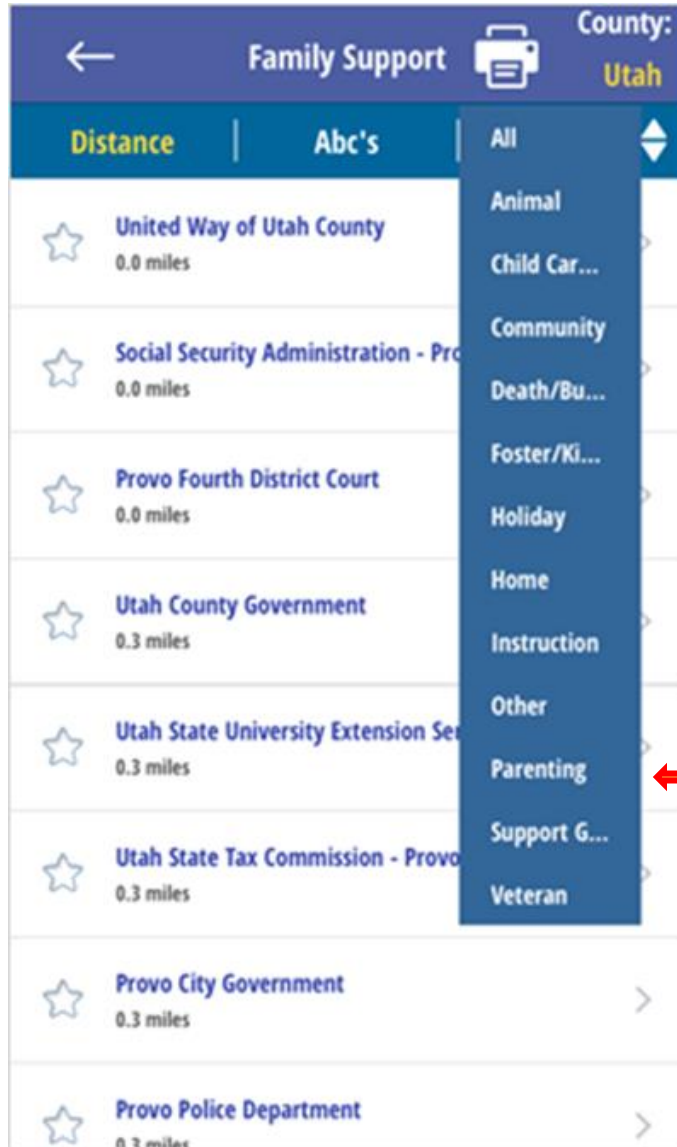 Family Support
County:
Utah
Distance
Abc's
All
Animal
Child Car...
Community
Death/Bu...
Foster/Ki...
Holiday
Home
Instruction
Other
Parenting
Support G...
Veteran
United Way of Utah County
0.0 miles
Social Security Administration - Pro
0.0 miles
Provo Fourth District Court
0.0 miles
Utah County Government
0.3 miles
Utah State University Extension Ser
0.3 miles
Utah State Tax Commission - Provo
0.3 miles
Provo City Government
0.3 miles
Provo Police Department
0.3 miles